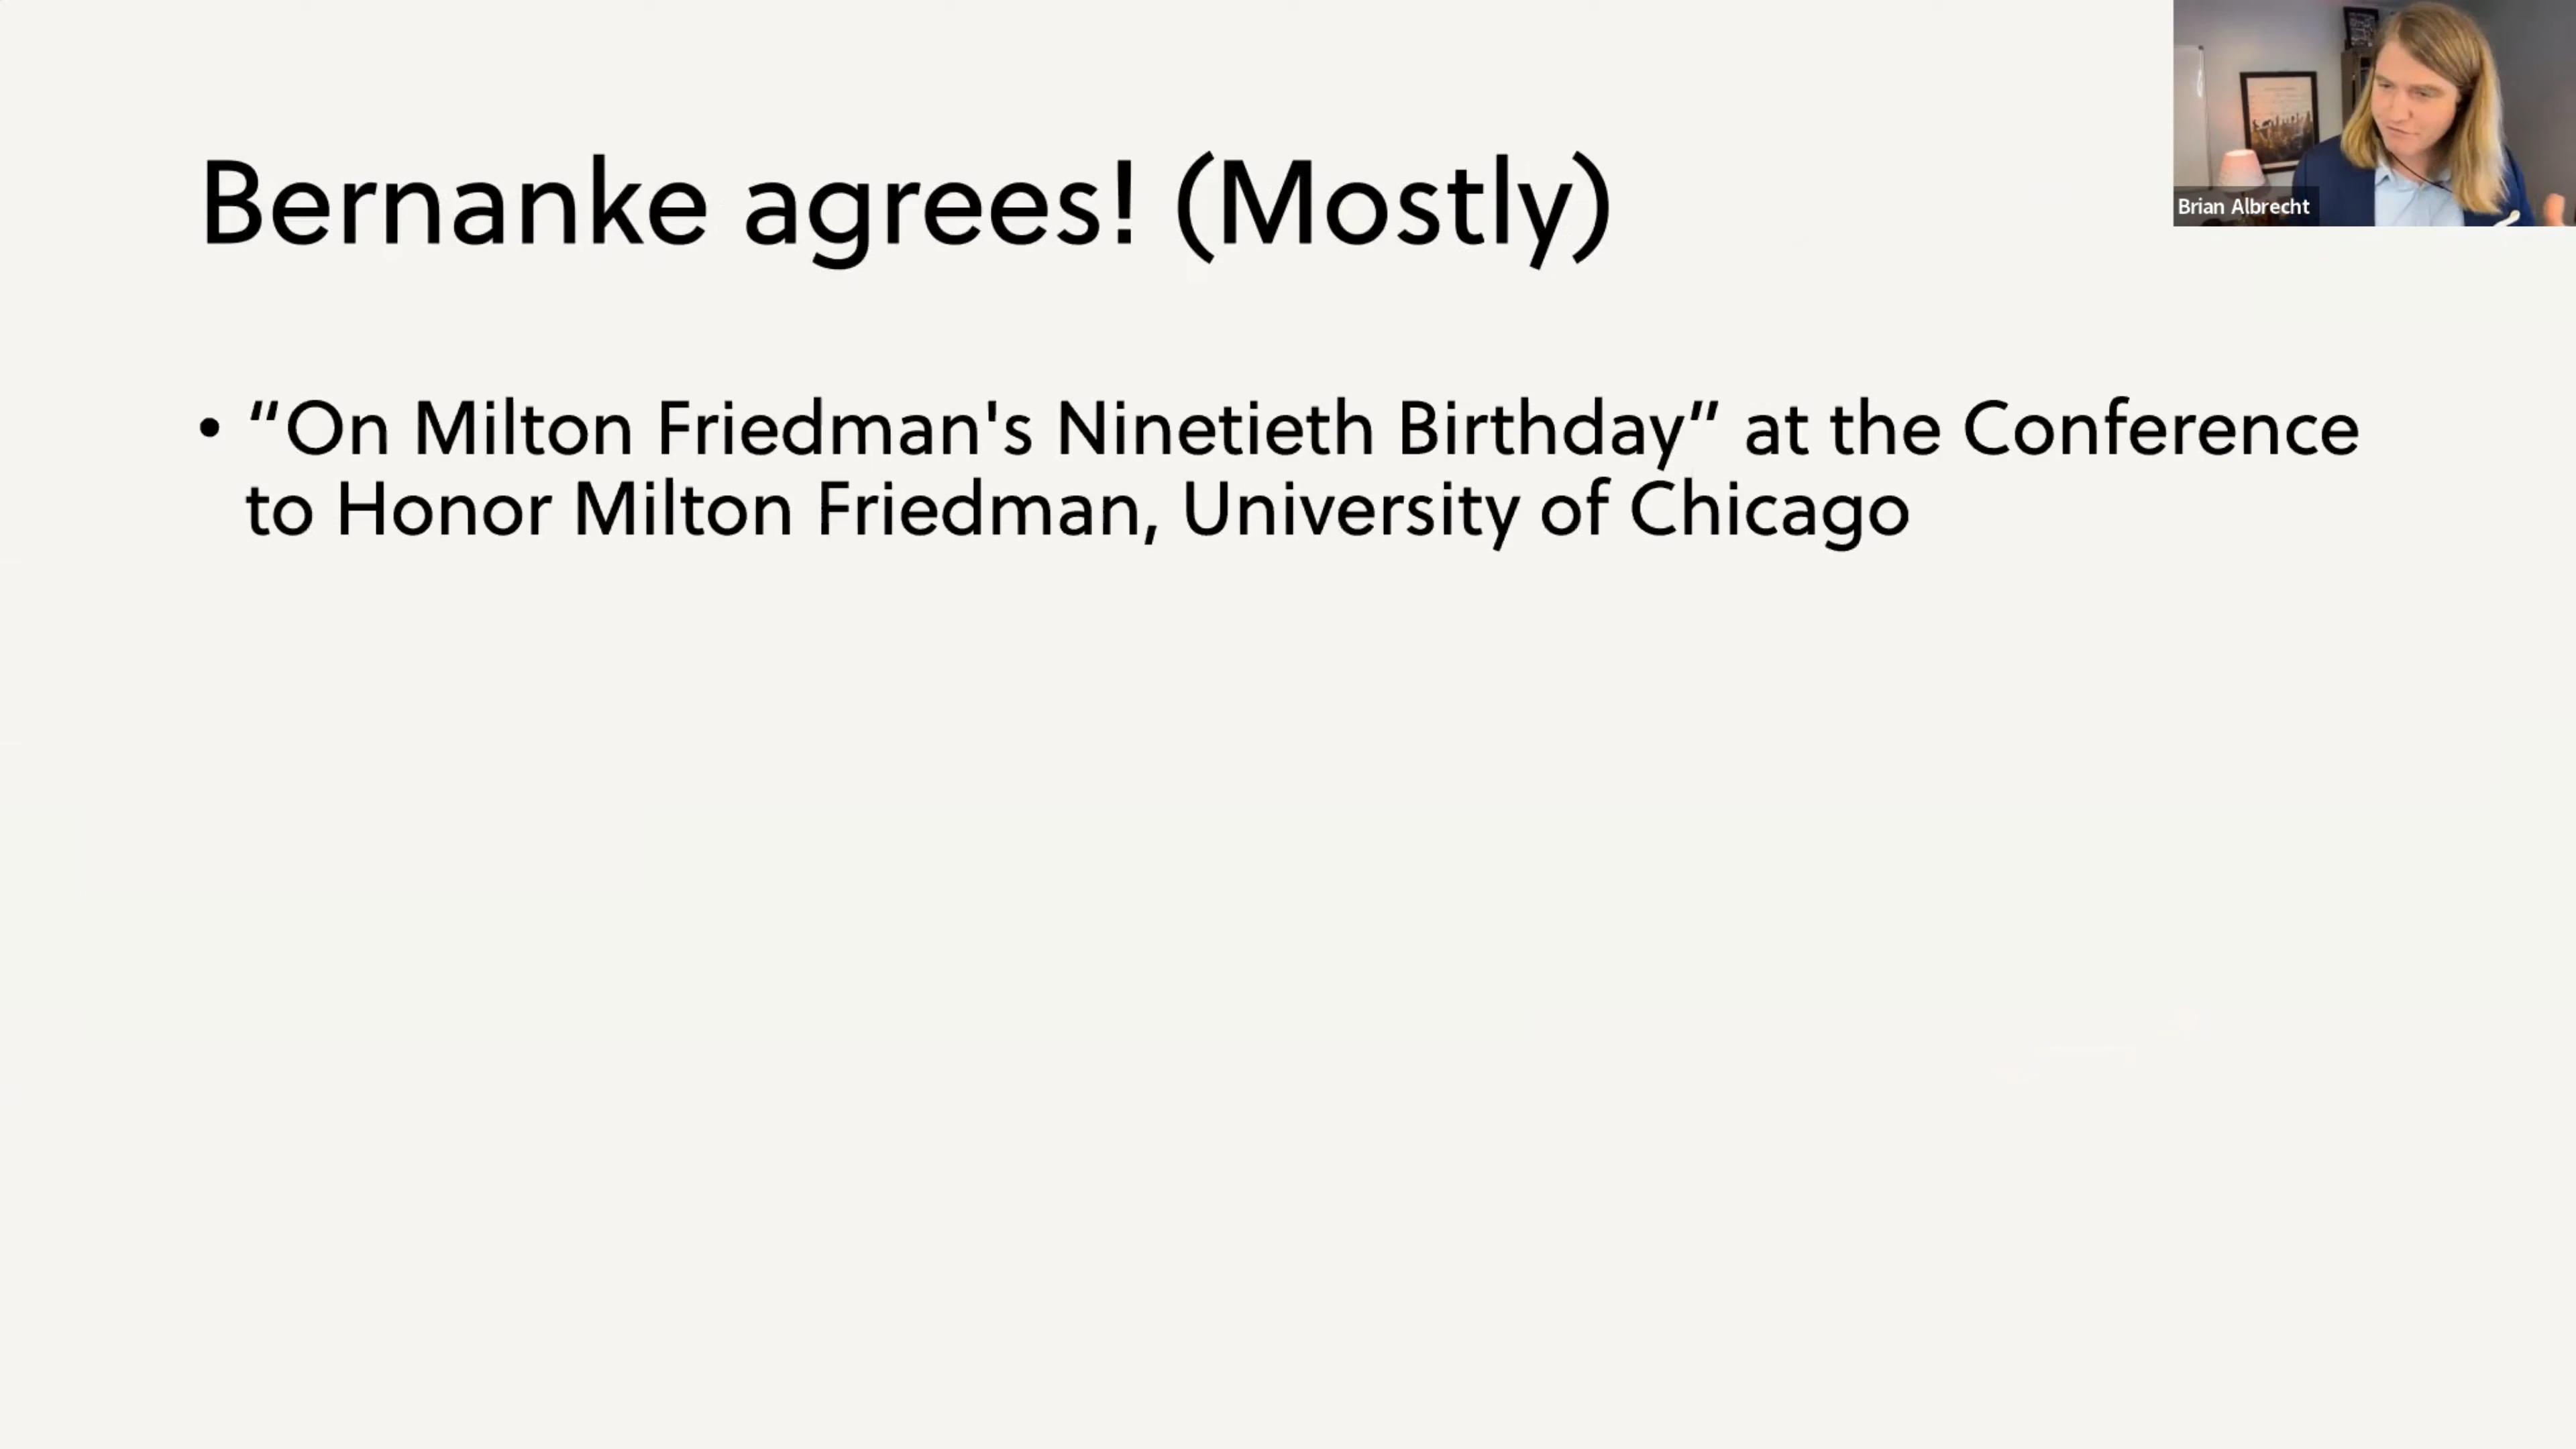 Bernanke agrees! (Mostly)
• “On Milton Friedman's Ninetieth Birthday” at the Conference
to Honor Milton Friedman, University of Chicago
Brian Albrecht